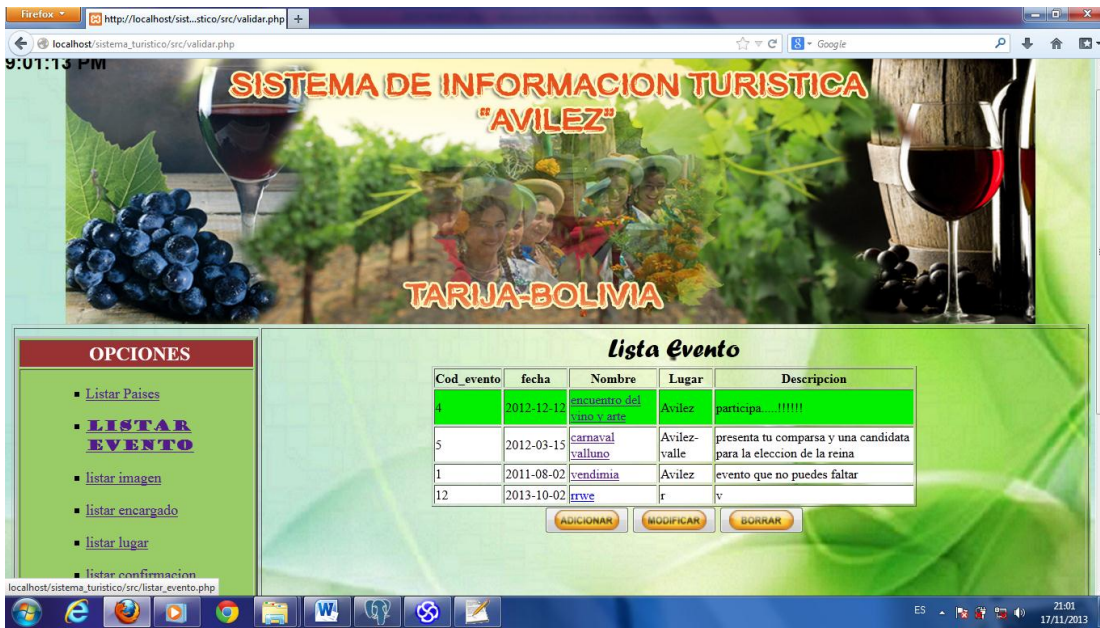 Firefox
http://localhost/sist...stico/src/validar.php
localhost/sistema_turistico/src/validar.php
Google
9:01:13 PM
SISTEMA DE INFORMACION TURISTICA
"AVILEZ"
TARIJA-BOLIVIA
OPCIONES
Listar Paises
LISTAR
EVENTO
listar imagen
listar encargado
listar lugar
listar confirmacion
Lista Evento
Cod_evento fecha Nombre Lugar Descripcion
4 2012-12-12 encuentro del vino y arte Avilez participa.....!!!!!!
5 2012-03-15 carnaval valluno Avilez-valle presenta tu comparsa y una candidata para la eleccion de la reina
1 2011-08-02 vendimia Avilez evento que no puedes faltar
12 2013-10-02 rrwe r v
ADICIONAR MODIFICAR BORRAR
localhost/sistema_turistico/src/listar_evento.php
ES
21:01
17/11/2013